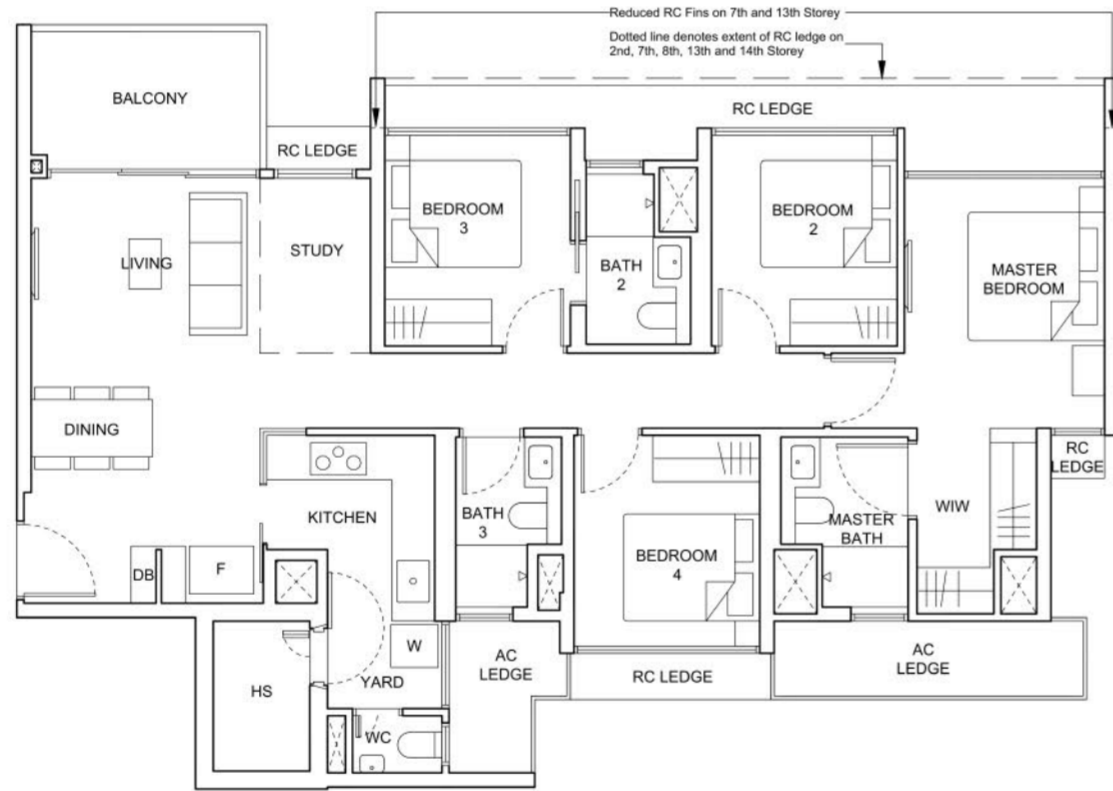 Reduced RC Fins on 7th and 13th Storey
Dotted line denotes extent of RC ledge on
2nd, 7th, 8th, 13th and 14th Storey
BALCONY
RC LEDGE
RC LEDGE
LIVING
STUDY
BEDROOM
3
BATH
2
BEDROOM
2
MASTER
BEDROOM
DINING
KITCHEN
BATH
3
BEDROOM
4
MASTER
BATH
WIW
RC
LEDGE
DB
F
W
HS
YARD
AC
LEDGE
RC LEDGE
AC
LEDGE
WC